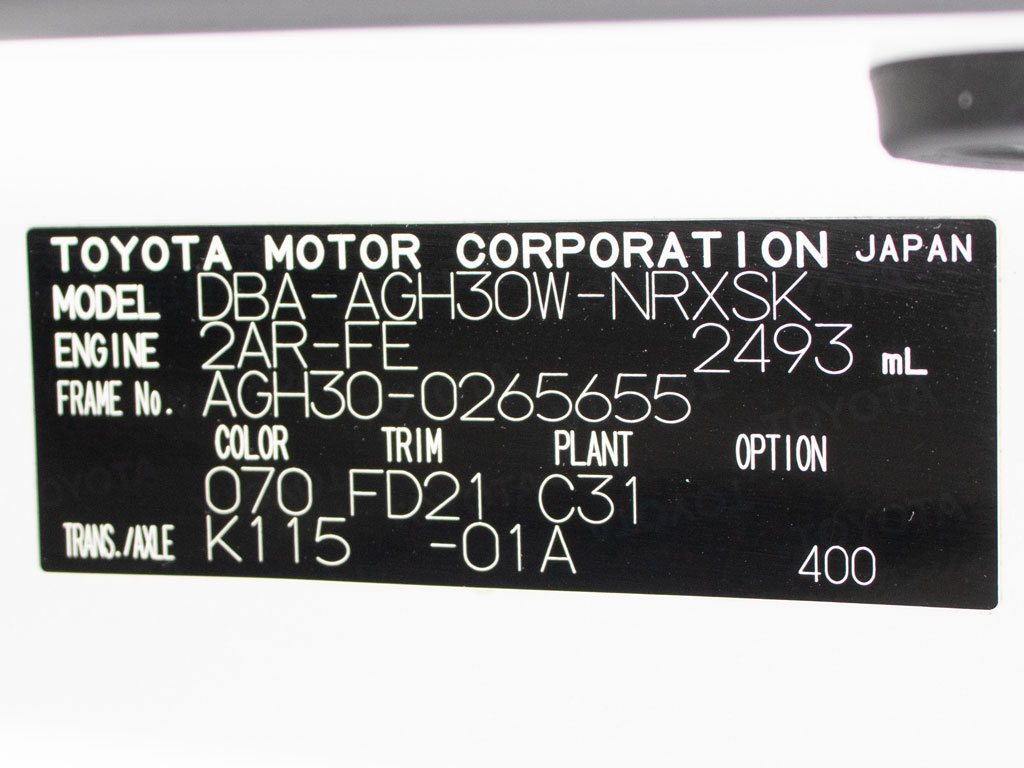 TOYOTA MOTOR CORPORATION JAPAN
MODEL DBA-AGH30W-NRXSK
ENGINE 2AR-FE 2493 mL
FRAME No. AGH30-0265655
COLOR TRIM PLANT OPTION
070 FD21 C31
TRANS./AXLE K115 -01A 400